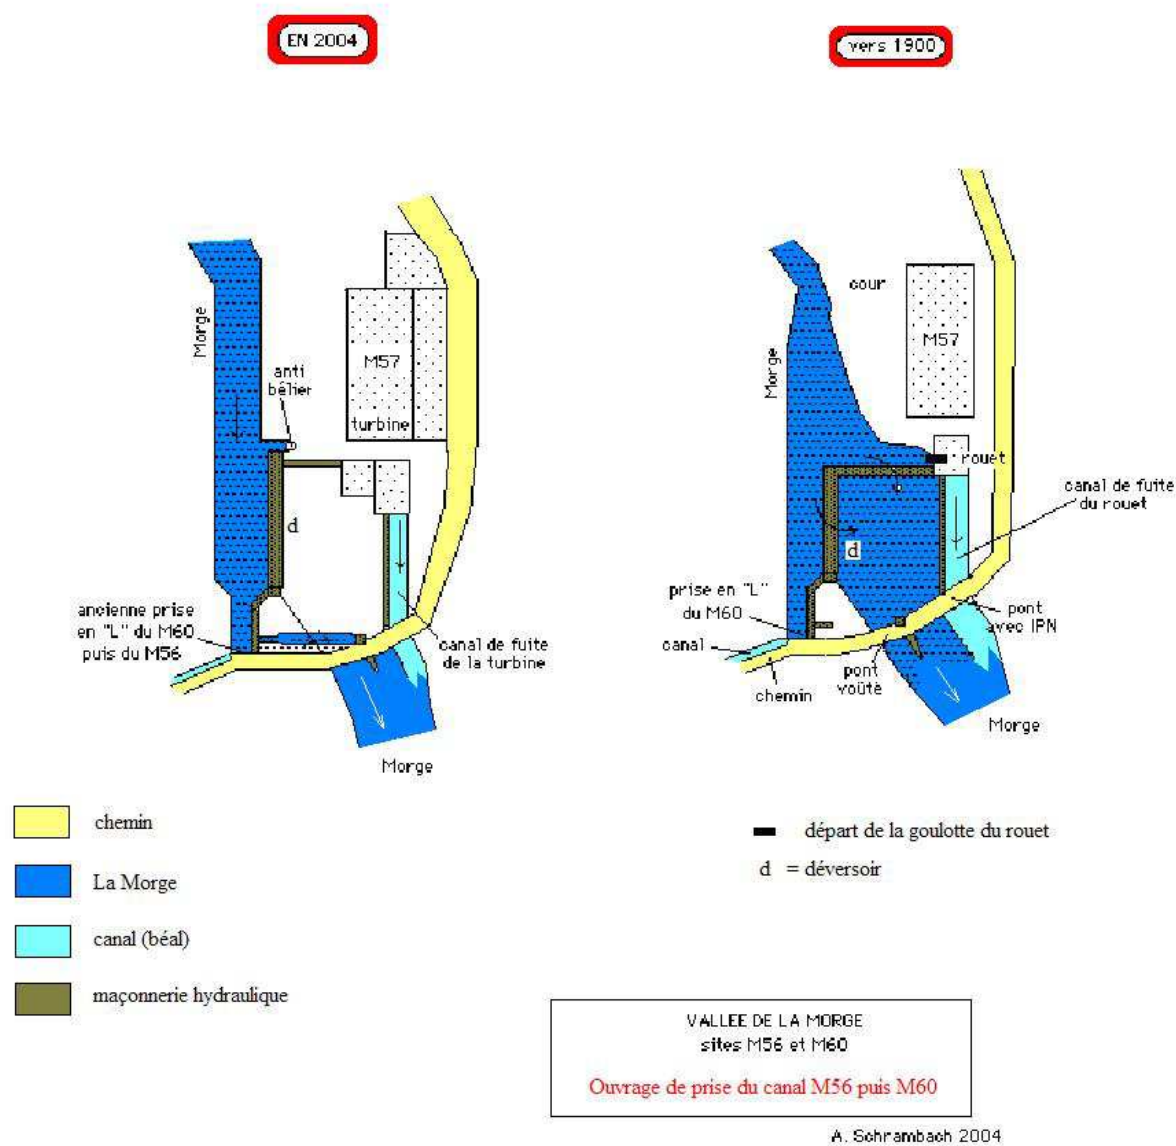 EN 2004
vers 1900
Morge
anti
bélier
M57
turbine
d
ancienne prise
en "L" du M60
puis du M56
canal de fuite
de la turbine
Morge
cour
M57
Morge
rouet
canal de fuite
du rouet
d
prise en "L"
du M60
canal
chemin
pont
voûté
pont
avec IPN
Morge
chemin
La Morge
canal (béal)
maçonnerie hydraulique
départ de la goulotte du rouet
d = déversoir
VALLEE DE LA MORGE
sites M56 et M60
Ouvrage de prise du canal M56 puis M60
A. Schrambach 2004